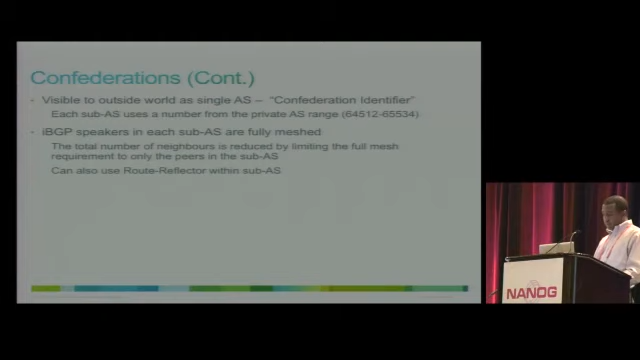 Confederations (Cont.)
Visible to outside world as single AS – "Confederation Identifier"
Each sub-AS uses a number from the private AS range (64512-65534)
iBGP speakers in each sub-AS are fully meshed
The total number of neighbours is reduced by limiting the full mesh
requirement to only the peers in the sub-AS
Can also use Route-Reflector within sub-AS
NANOG